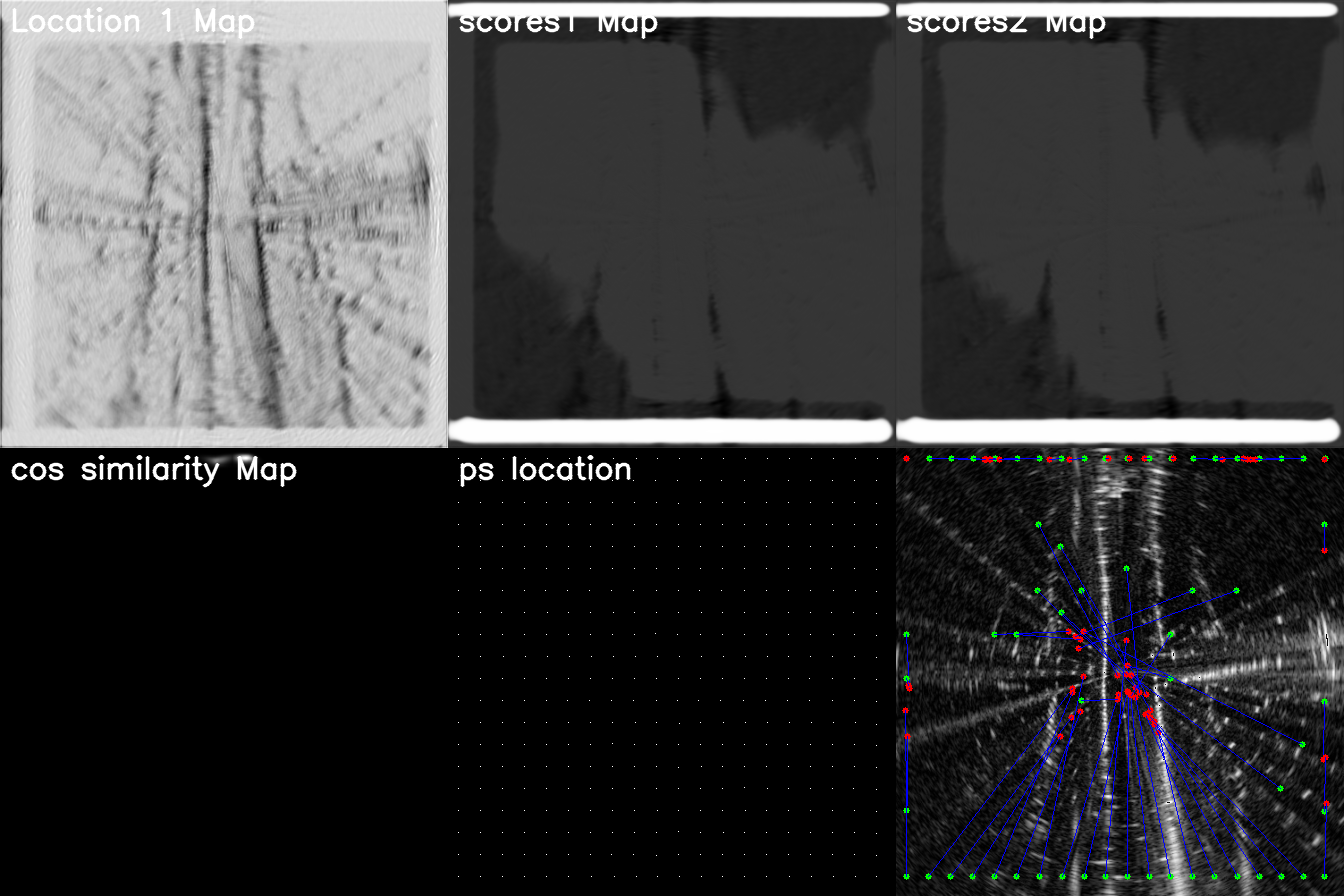 Location 1 Map
scores1 Map
scores2 Map
cos similarity Map
ps location